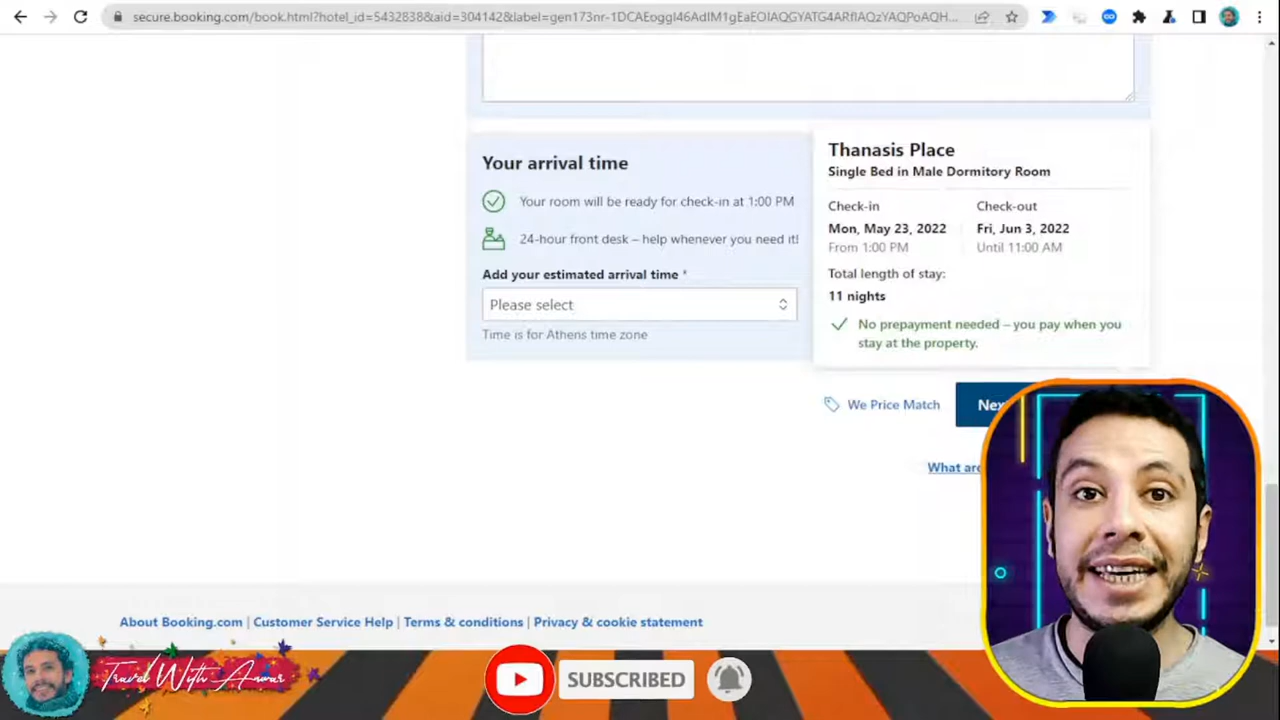 secure.booking.com/book.html?hotel_id=5432838&aid=304142&label=gen173nr-1DCAEoggI46AdIM1gEaEOIAQGYATG4ARfIAQzYAQPoAQH...
Your arrival time
Your room will be ready for check-in at 1:00 PM
24-hour front desk – help whenever you need it!
Add your estimated arrival time *
Please select
Time is for Athens time zone
Thanasis Place
Single Bed in Male Dormitory Room
Check-in
Check-out
Mon, May 23, 2022
Fri, Jun 3, 2022
From 1:00 PM
Until 11:00 AM
Total length of stay:
11 nights
No prepayment needed – you pay when you
stay at the property.
We Price Match
What are
About Booking.com | Customer Service Help | Terms & conditions | Privacy & cookie statement
Travel With Anwar
SUBSCRIBED